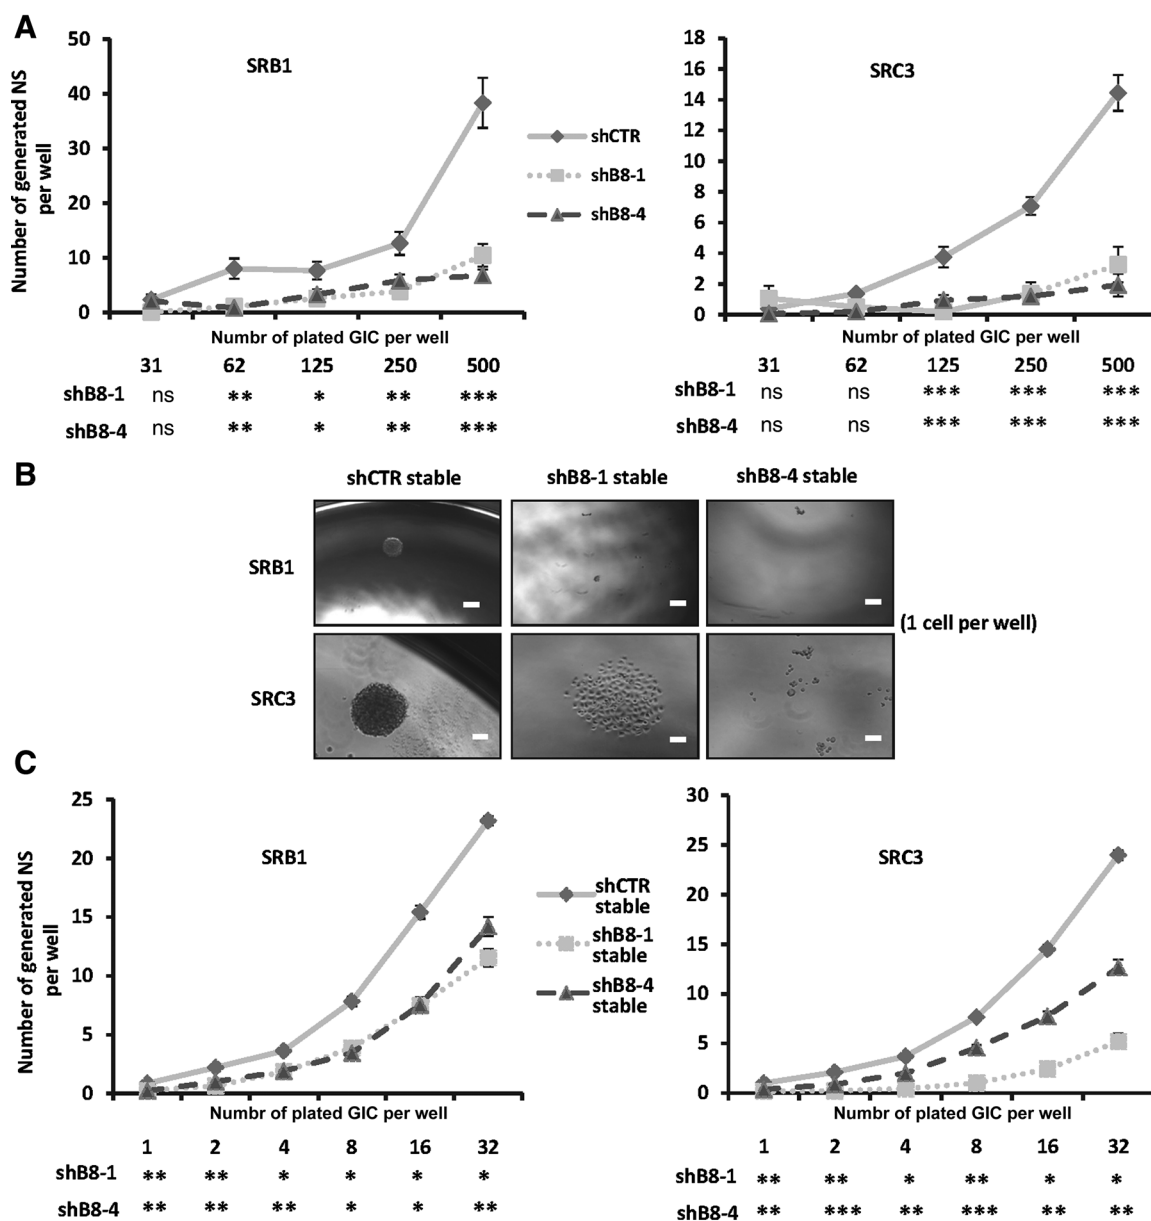 A
SRB1
Number of generated NS
per well
50
40
30
20
10
0
Numbr of plated GIC per well
31 62 125 250 500
shB8-1 ns ** * ** ***
shB8-4 ns ** * ** ***
shCTR
shB8-1
shB8-4
SRC3
18
16
14
12
10
8
6
4
2
0
Numbr of plated GIC per well
31 62 125 250 500
shB8-1 ns ns *** *** ***
shB8-4 ns ns *** *** ***
B
shCTR stable shB8-1 stable shB8-4 stable
SRB1
(1 cell per well)
SRC3
C
SRB1
Number of generated NS
per well
25
20
15
10
5
0
Numbr of plated GIC per well
1 2 4 8 16 32
shB8-1 ** ** * * * *
shB8-4 ** ** ** * * **
shCTR
stable
shB8-1
stable
shB8-4
stable
SRC3
30
25
20
15
10
5
0
Numbr of plated GIC per well
1 2 4 8 16 32
shB8-1 ** ** * ** * *
shB8-4 ** *** ** *** ** **